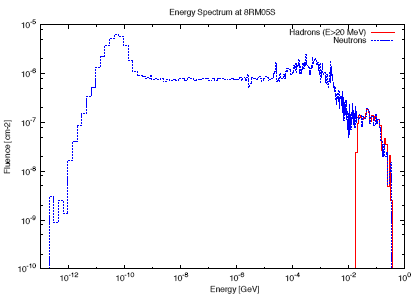 Energy Spectrum at 8RM05S
Hadrons (E>20 MeV)
Neutrons
Fluence [cm-2]
10^-5
10^-6
10^-7
10^-8
10^-9
10^-10
10^-12 10^-10 10^-8 10^-6 10^-4 10^-2 10^0
Energy [GeV]